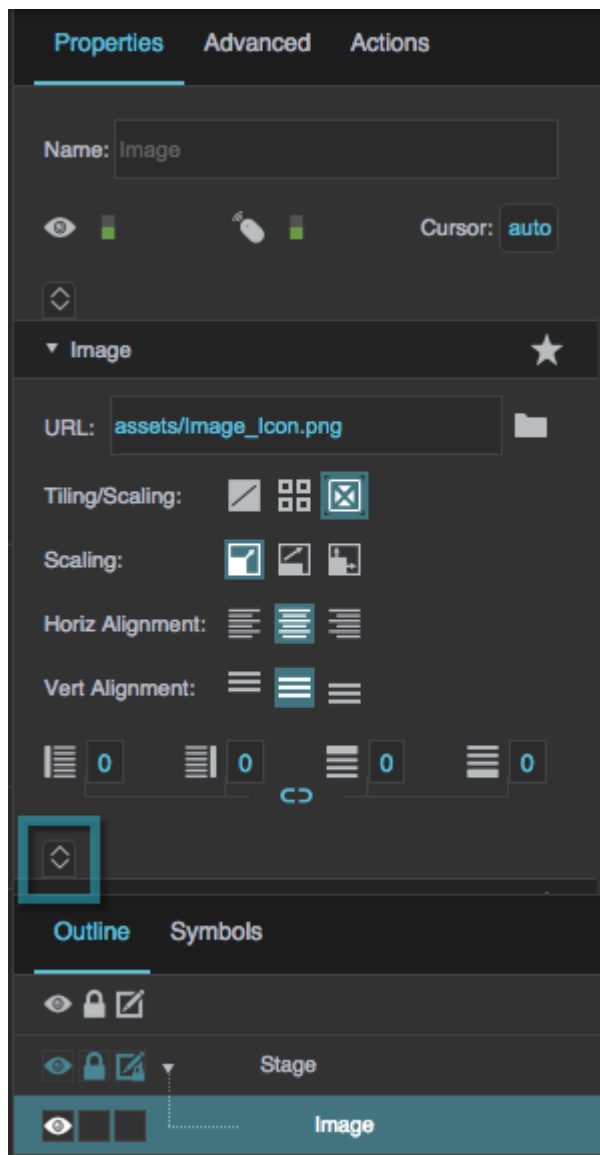 Properties Advanced Actions
Name: Image
Cursor: auto
Image
URL: assets/Image_Icon.png
Tiling/Scaling:
Scaling:
Horiz Alignment:
Vert Alignment:
0 0 0 0
Outline Symbols
Stage
Image